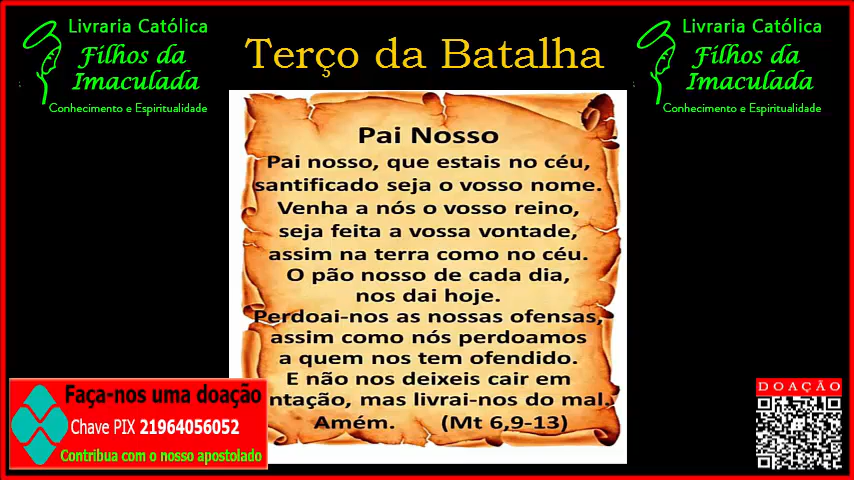 Livraria Católica
Filhos da
Imaculada
Conhecimento e Espiritualidade
Terço da Batalha
Livraria Católica
Filhos da
Imaculada
Conhecimento e Espiritualidade
Pai Nosso
Pai nosso, que estais no céu,
santificado seja o vosso nome.
Venha a nós o vosso reino,
seja feita a vossa vontade,
assim na terra como no céu.
O pão nosso de cada dia,
nos dai hoje.
Perdoai-nos as nossas ofensas,
assim como nós perdoamos
a quem nos tem ofendido.
E não nos deixeis cair em
ntação, mas livrai-nos do mal.
Amém. (Mt 6,9-13)
Faça-nos uma doação
Chave PIX 21964056052
Contribua com o nosso apostolado
DOAÇÃO